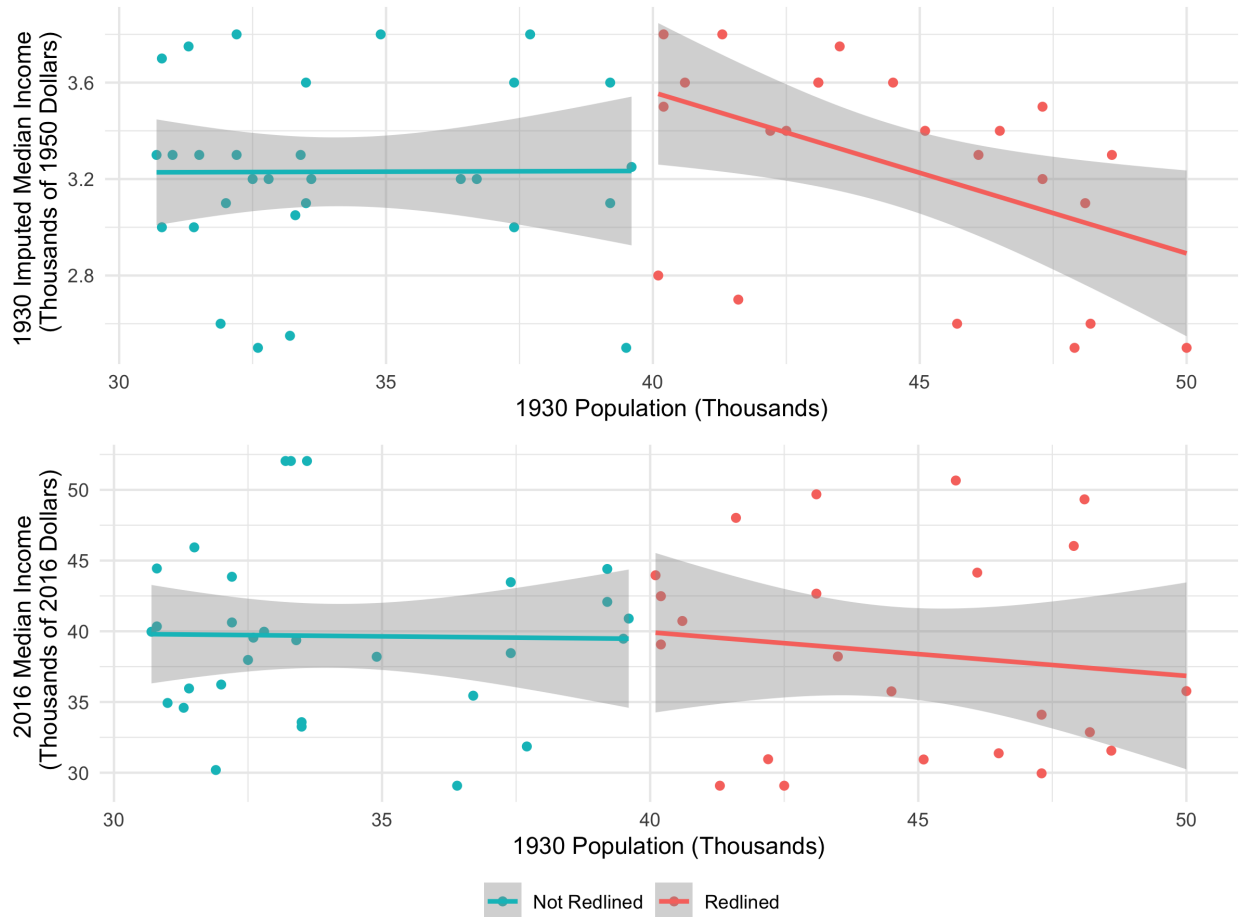 1930 Imputed Median Income
(Thousands of 1950 Dollars)
3.6
3.2
2.8
30 35 40 45 50
1930 Population (Thousands)
2016 Median Income
(Thousands of 2016 Dollars)
50
45
40
35
30
30 35 40 45 50
1930 Population (Thousands)
Not Redlined Redlined